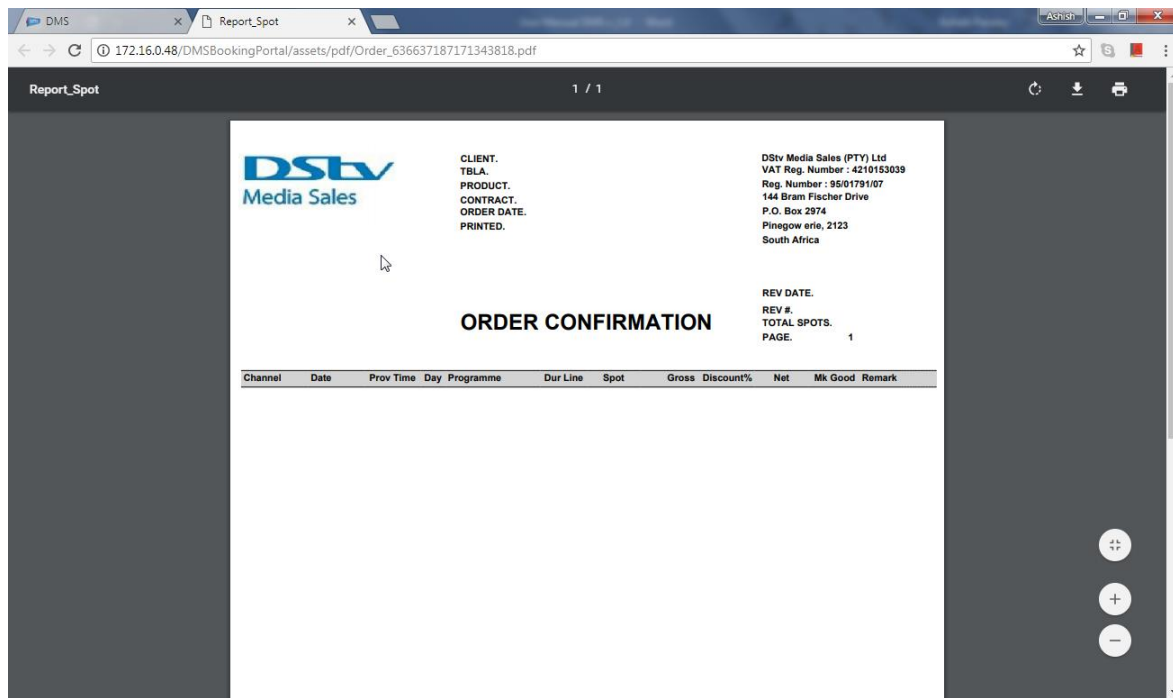 DMS
Report_Spot
Ashish
172.16.0.48/DMSBookingPortal/assets/pdf/Order_636637187171343818.pdf
Report_Spot
1 / 1
DStv
Media Sales
CLIENT.
TBLA.
PRODUCT.
CONTRACT.
ORDER DATE.
PRINTED.
DStv Media Sales (PTY) Ltd
VAT Reg. Number : 4210153039
Reg. Number : 95/01791/07
144 Bram Fischer Drive
P.O. Box 2974
Pinegow erie, 2123
South Africa
REV DATE.
REV #.
TOTAL SPOTS.
PAGE. 1
ORDER CONFIRMATION
Channel Date Prov Time Day Programme Dur Line Spot Gross Discount% Net Mk Good Remark